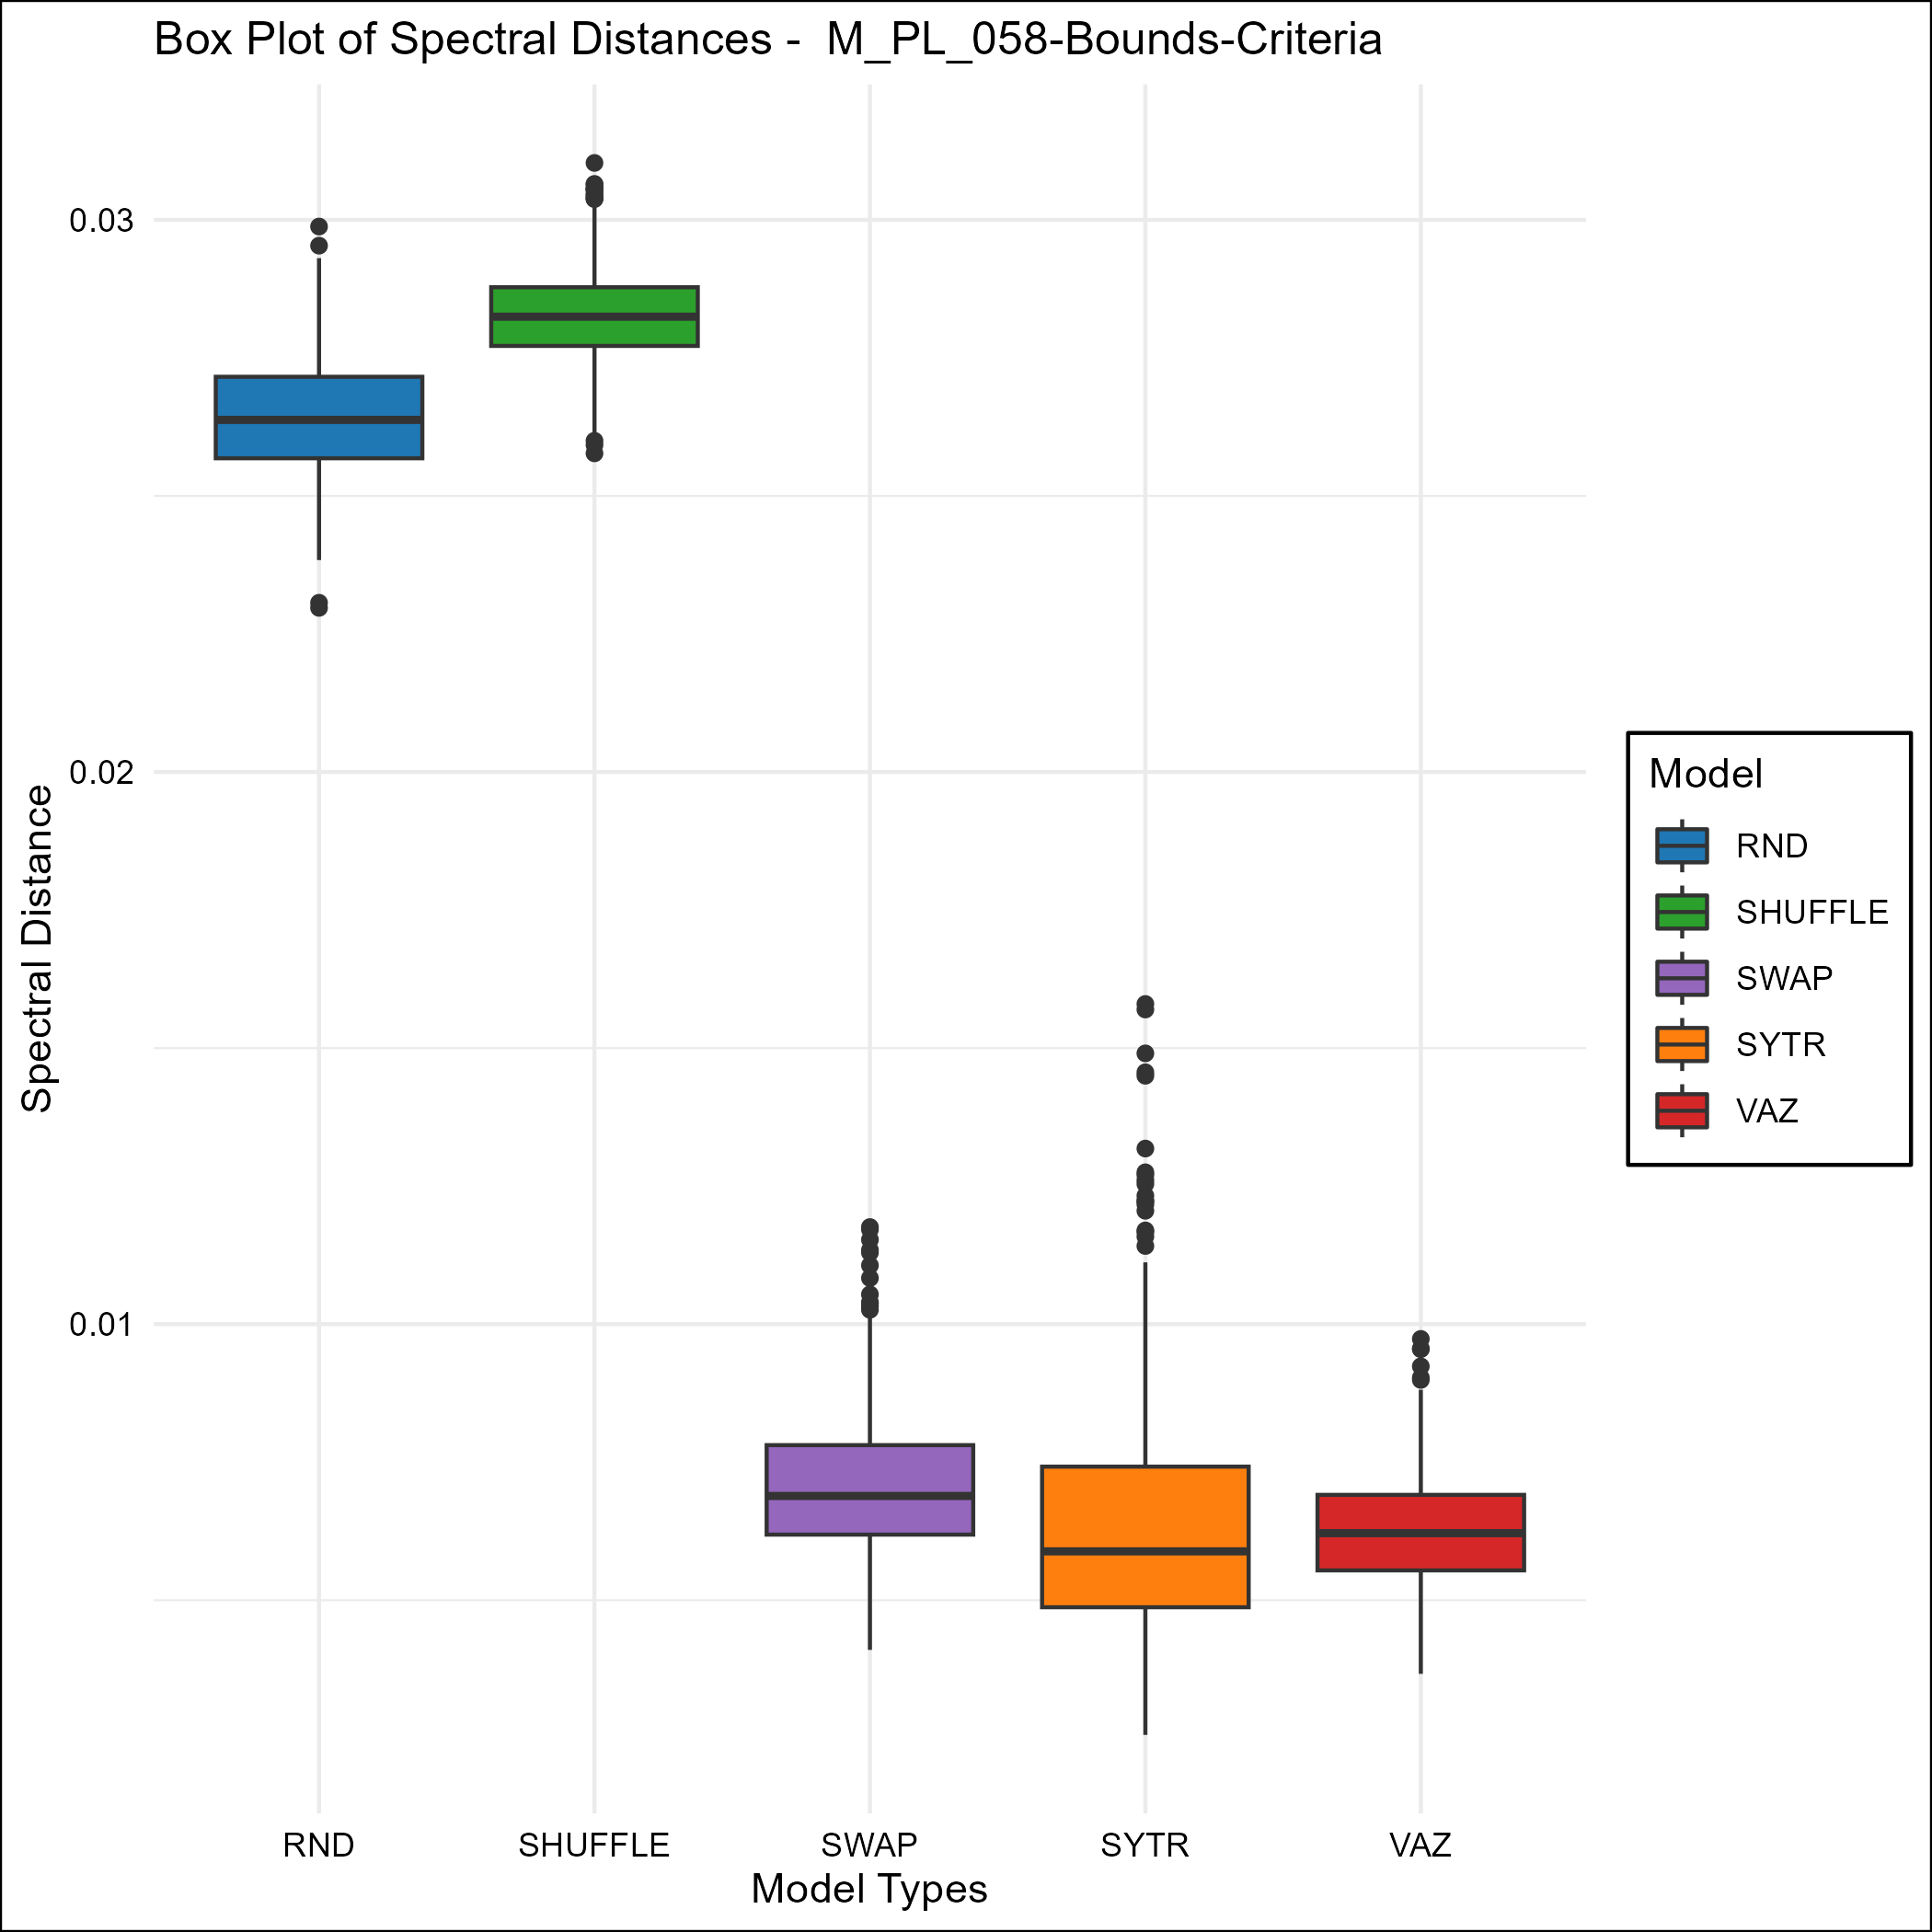 Box Plot of Spectral Distances -  M_PL_058-Bounds-Criteria
0.03
0.02
0.01
Spectral Distance
RND
SHUFFLE
SWAP
SYTR
VAZ
Model Types
Model
RND
SHUFFLE
SWAP
SYTR
VAZ